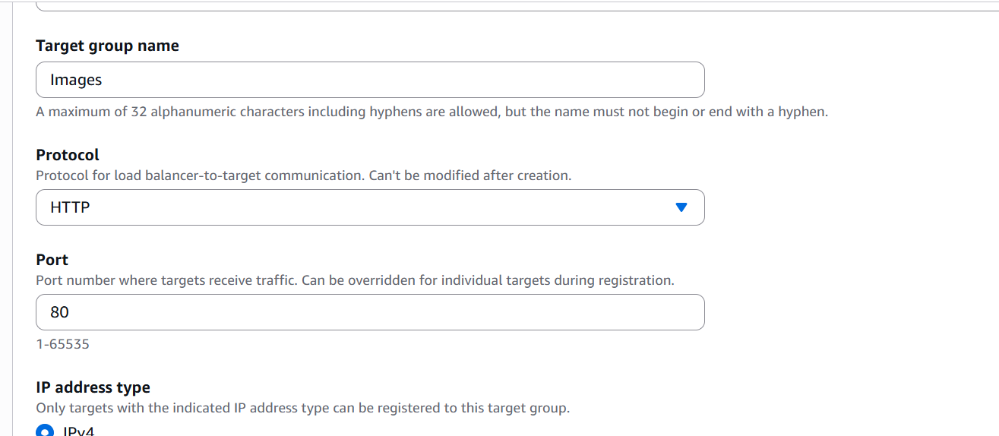 Target group name
Images
A maximum of 32 alphanumeric characters including hyphens are allowed, but the name must not begin or end with a hyphen.
Protocol
Protocol for load balancer-to-target communication. Can't be modified after creation.
HTTP
Port
Port number where targets receive traffic. Can be overridden for individual targets during registration.
80
1-65535
IP address type
Only targets with the indicated IP address type can be registered to this target group.
IPv4